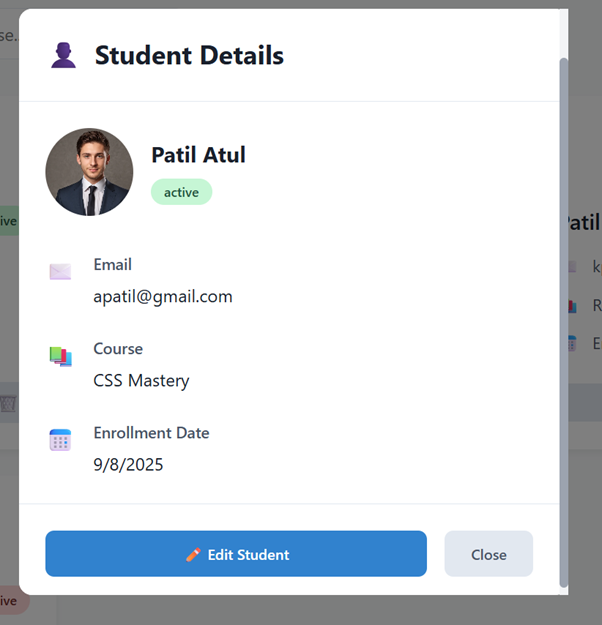 se..
Student Details
Patil Atul
active
ive
Patil
Email
apatil@gmail.com
k
Course
R
CSS Mastery
E
Enrollment Date
9/8/2025
Edit Student
Close
ive